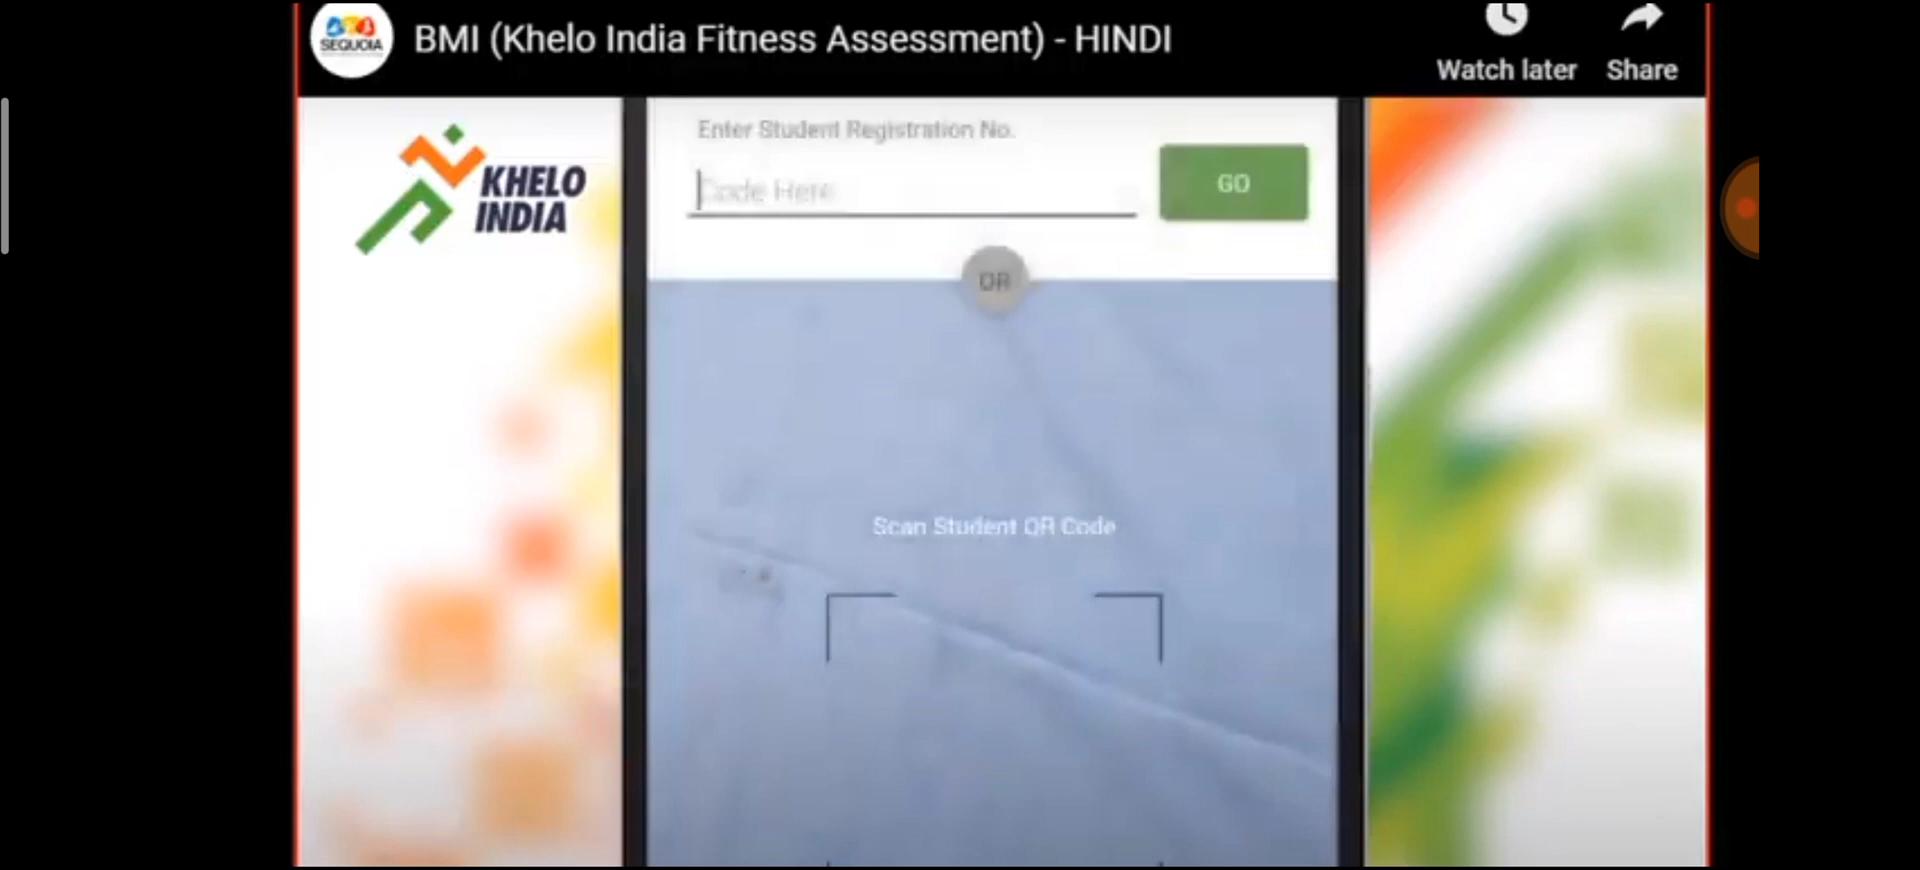 SEQUOIA
BMI (Khelo India Fitness Assessment) - HINDI
Watch later
Share
KHELO
INDIA
Enter Student Registration No.
Code Here
GO
OR
Scan Student QR Code